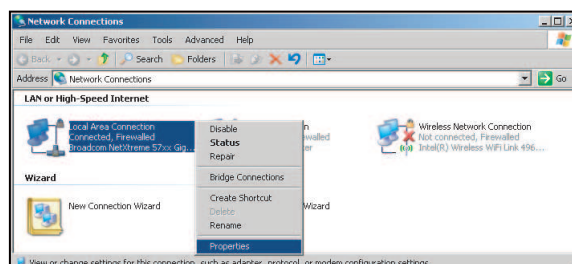 Network Connections
File Edit View Favorites Tools Advanced Help
Back Search Folders
Address Network Connections Go
LAN or High-Speed Internet
Local Area Connection
Connected, Firewalled
Broadcom NetXtreme 57xx Gig...
Disable
Status
Repair
Bridge Connections
Create Shortcut
Delete
Rename
Properties
n
ewalled
ter
Wireless Network Connection
Not connected, Firewalled
Intel(R) Wireless WiFi Link 496...
Wizard
New Connection Wizard
Wizard
View or change settings for this connection, such as adapter, protocol, or modem configuration settings.